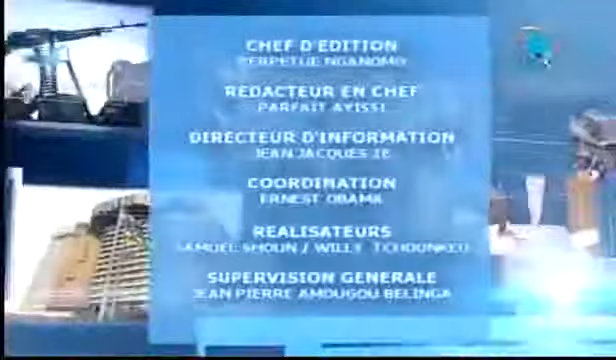 CHEF D'EDITION
PERPETUE NGANOMO
REDACTEUR EN CHEF
PARFAIT AYISSI
DIRECTEUR D'INFORMATION
JEAN JACQUES ZE
COORDINATION
ERNEST OBAMA
REALISATEURS
SAMUEL SHOUN / WILLY TCHOUNKEU
SUPERVISION GENERALE
JEAN PIERRE AMOUGOU BELINGA